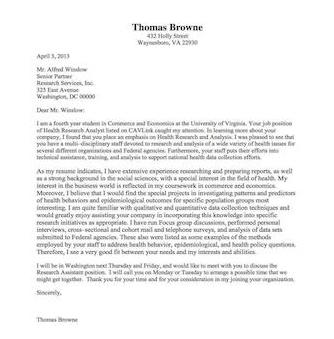 Thomas Browne
432 Holly Street
Waynesboro, VA 22930
April 3, 2013
Mr. Alfred Winslow
Senior Partner
Research Services, Inc.
3325 M Street
Washington, DC 00000
Dear Mr. Winslow:
I am a fourth year student in Commerce and Economics at the University of Virginia. Your job position
of Health Research Analyst listed on CAVLink caught my attention. In learning more about your
company, I found that you place an emphasis on Health Research and Analysis. I was pleased to see that
you have a multi-disciplinary staff devoted to research and analysis of a wide variety of health issues for
several different organizations and Federal agencies. Furthermore, your staff puts their efforts into
technical assistance, training, and analysis to support national health data collection efforts.
As my resume indicates, I have extensive experience researching and preparing reports, as well
as a strong background in the social sciences, with a special interest in the field of health. My
interest in the business world is reflected in my coursework in commerce and economics.
Moreover, I would find the special projects in investigating patterns and predictors
of health behaviors and epidemiological outcomes for specific population groups most
interesting. I am quite familiar with qualitative and quantitative data collection techniques and
would greatly enjoy assisting your company in incorporating this knowledge into specific
research initiatives as appropriate. I have run Focus group discussions, performed personal
interviews, cross-sectional and cohort mail and telephone surveys, and analysis of data sets
submitted to Federal agencies. These also were listed as some examples of the methods
employed by your staff to address health behavior, epidemiological, and health policy questions.
Therefore, I see a very good fit between your needs and my interests and abilities.
I will be in Washington next Thursday and Friday, and would like to meet with you to discuss the
Research Assistant position. I will call you on Monday or Tuesday to arrange a possible time that we
might get together. Thank you for your time and for your consideration in my joining your organization.
Sincerely,
Thomas Browne